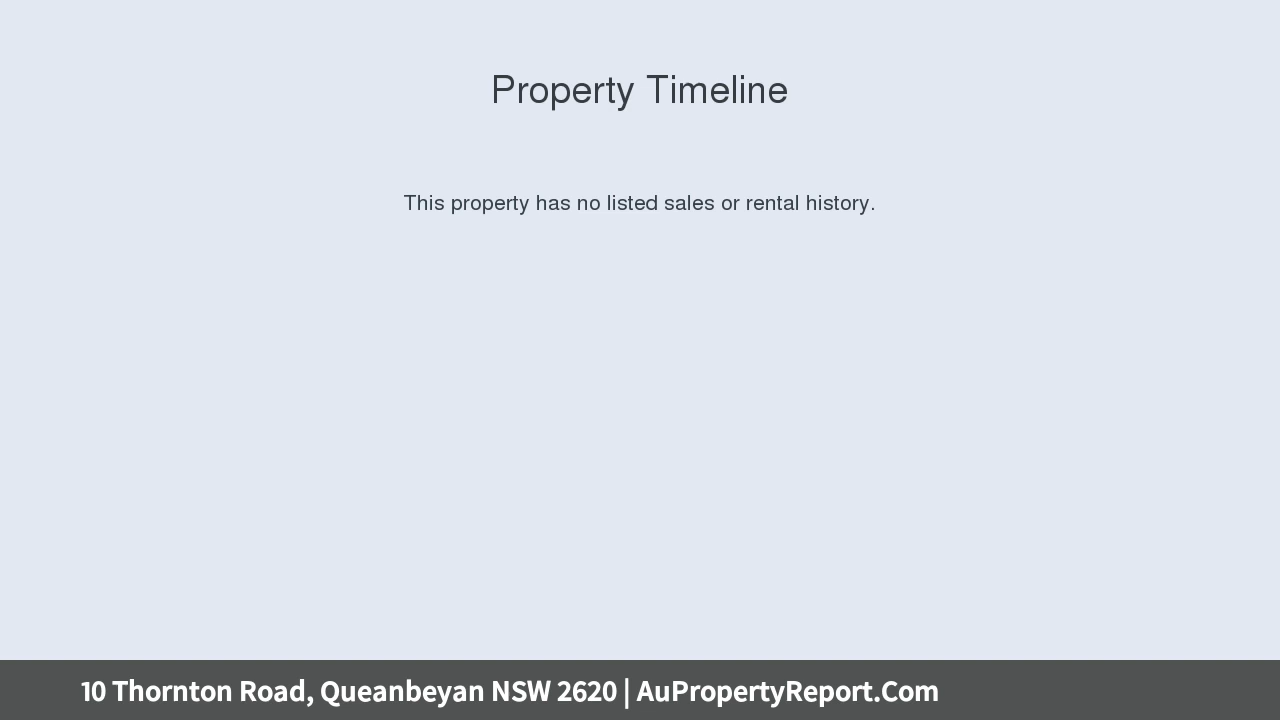 Property Timeline
This property has no listed sales or rental history.
10 Thornton Road, Queanbeyan NSW 2620 | AuPropertyReport.Com